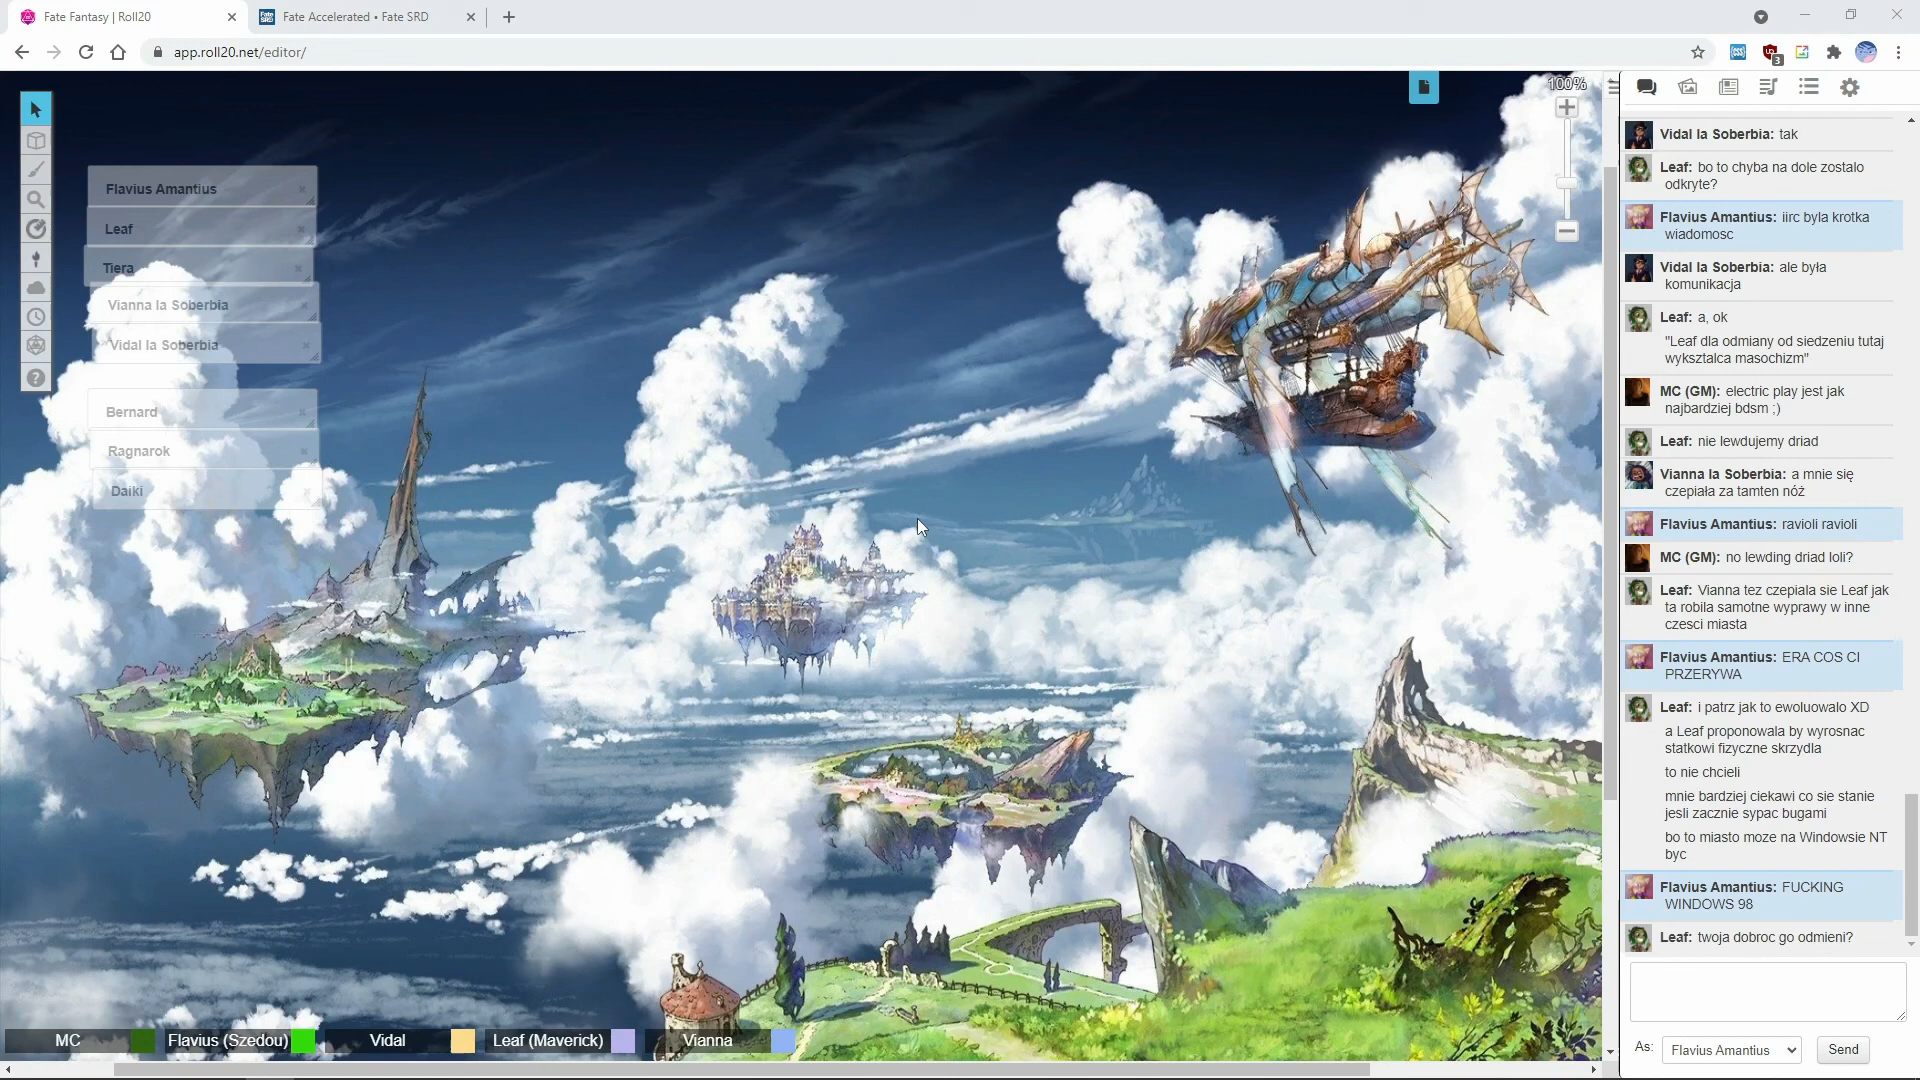 Fate Fantasy | Roll20
Fate Accelerated • Fate SRD
app.roll20.net/editor/
3
100%
Flavius Amantius
Leaf
Tiera
Vianna la Soberbia
Vidal la Soberbia
Bernard
Ragnarok
Daiki
MC
Flavius (Szedou)
Vidal
Leaf (Maverick)
Vianna
Vidal la Soberbia: tak
Leaf: bo to chyba na dole zostalo
odkryte?
Flavius Amantius: iirc byla krotka
wiadomosc
Vidal la Soberbia: ale była
komunikacja
Leaf: a, ok
"Leaf dla odmiany od siedzeniu tutaj
wyksztalca masochizm"
MC (GM): electric play jest jak
najbardziej bdsm ;)
Leaf: nie lewdujemy driad
Vianna la Soberbia: a mnie się
czepiała za tamten nóż
Flavius Amantius: ravioli ravioli
MC (GM): no lewding driad loli?
Leaf: Vianna tez czepiala sie Leaf jak
ta robila samotne wyprawy w inne
czesci miasta
Flavius Amantius: ERA COS CI
PRZERYWA
Leaf: i patrz jak to ewoluowalo XD
a Leaf proponowala by wyrosnac
statkowi fizyczne skrzydla
to nie chcieli
mnie bardziej ciekawi co sie stanie
jesli zacznie sypac bugami
bo to miasto moze na Windowsie NT
byc
Flavius Amantius: FUCKING
WINDOWS 98
Leaf: twoja dobroc go odmieni?
As:
Flavius Amantius
Send